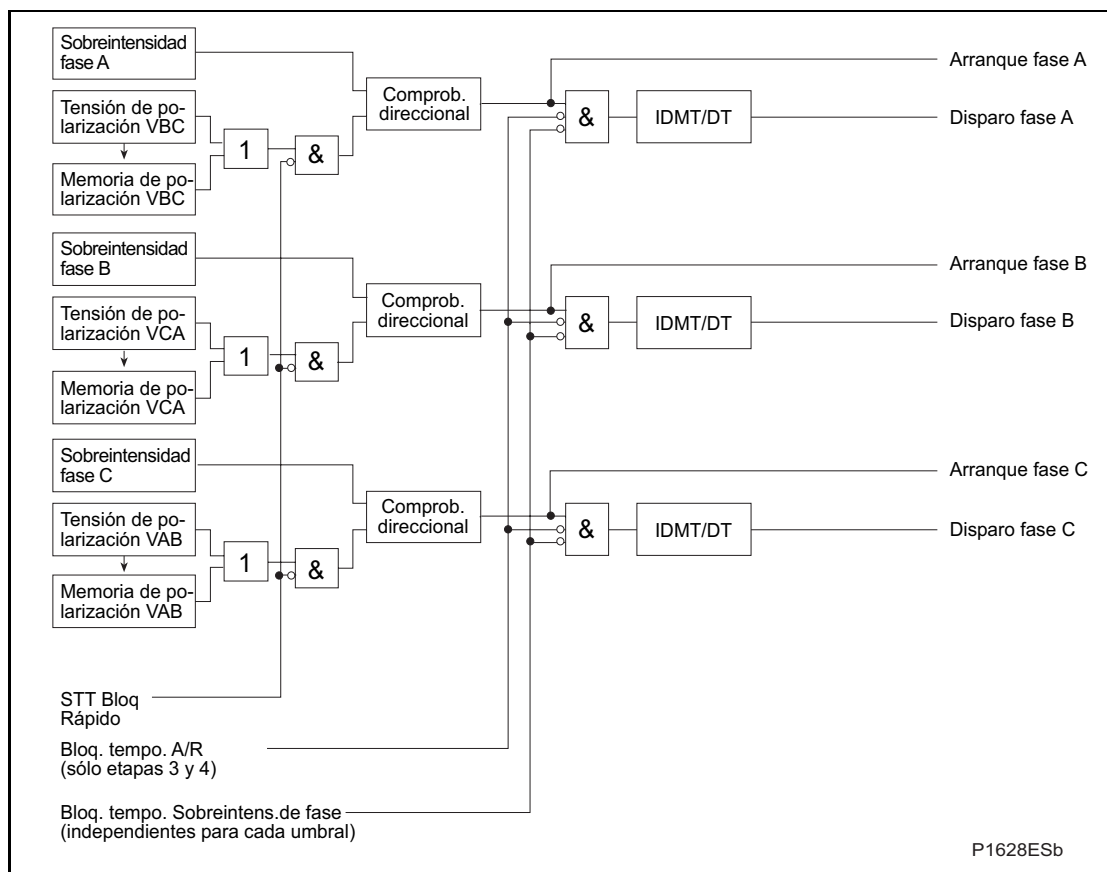 Sobreintensidad
fase A
Arranque fase A
Comprob.
direccional
Tensión de po-
larización VBC
1
&
&
IDMT/DT
Disparo fase A
Memoria de po-
larización VBC
Sobreintensidad
fase B
Arranque fase B
Comprob.
direccional
Tensión de po-
larización VCA
1
&
&
IDMT/DT
Disparo fase B
Memoria de po-
larización VCA
Sobreintensidad
fase C
Arranque fase C
Comprob.
direccional
Tensión de po-
larización VAB
1
&
&
IDMT/DT
Disparo fase C
Memoria de po-
larización VAB
STT Bloq
Rápido
Bloq. tempo. A/R
(sólo etapas 3 y 4)
Bloq. tempo. Sobreintens.de fase
(independientes para cada umbral)
P1628ESb